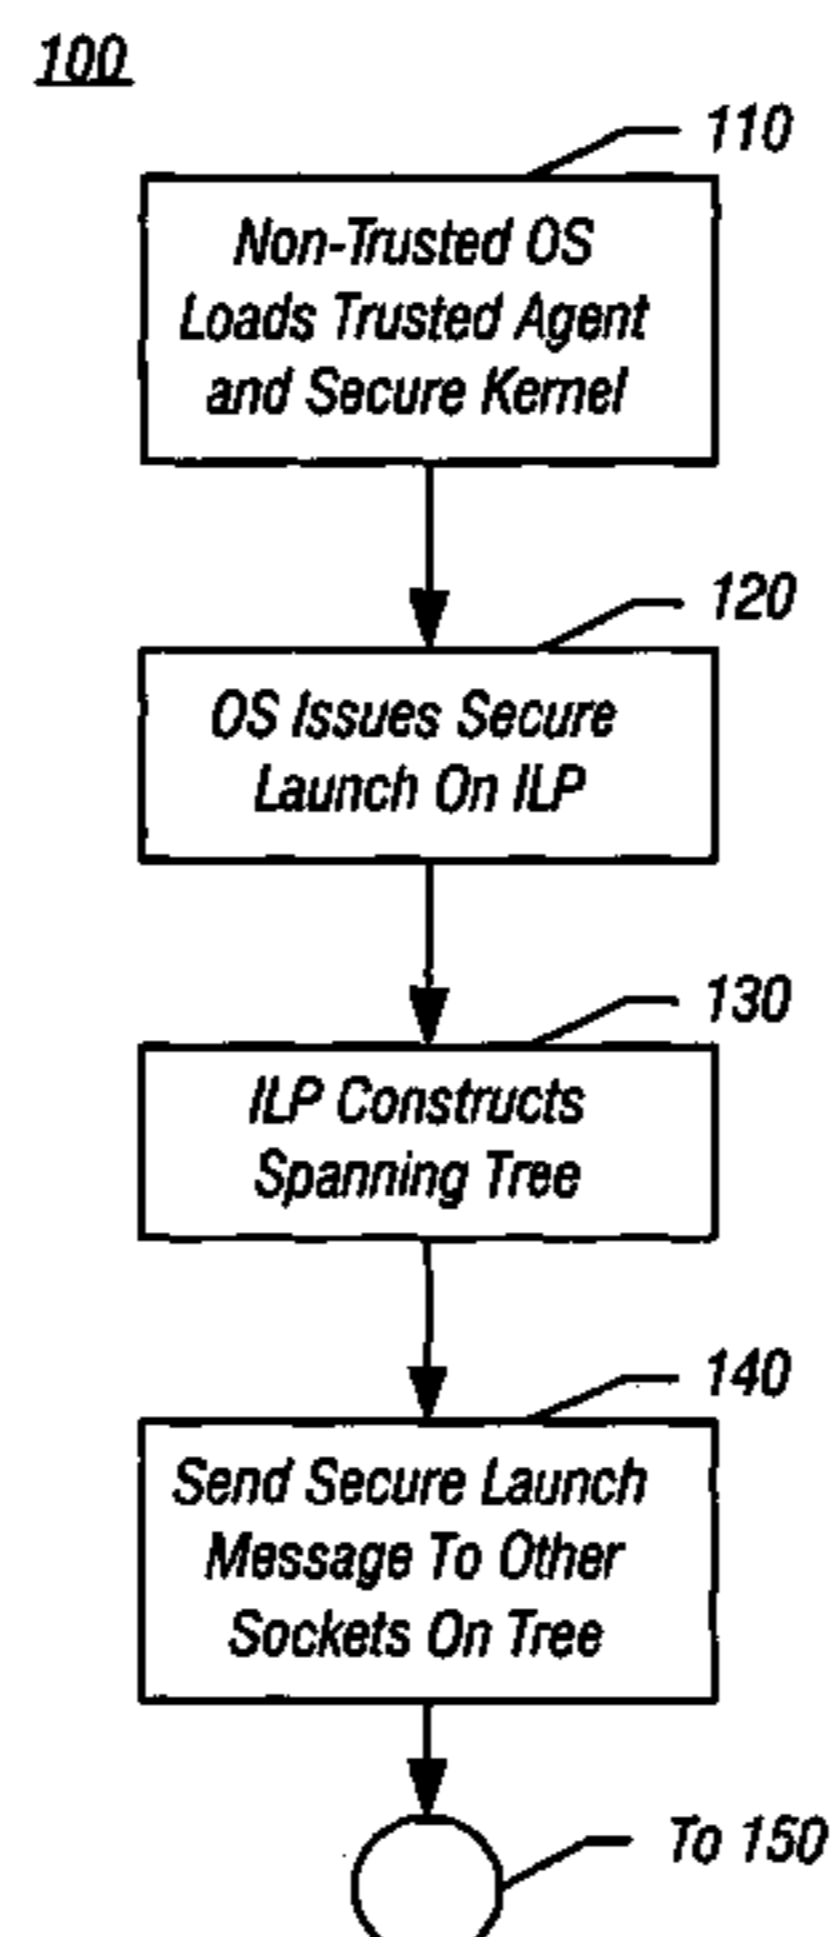 100
110
Non-Trusted OS
Loads Trusted Agent
and Secure Kernel
120
OS Issues Secure
Launch On ILP
130
ILP Constructs
Spanning Tree
140
Send Secure Launch
Message To Other
Sockets On Tree
To 150